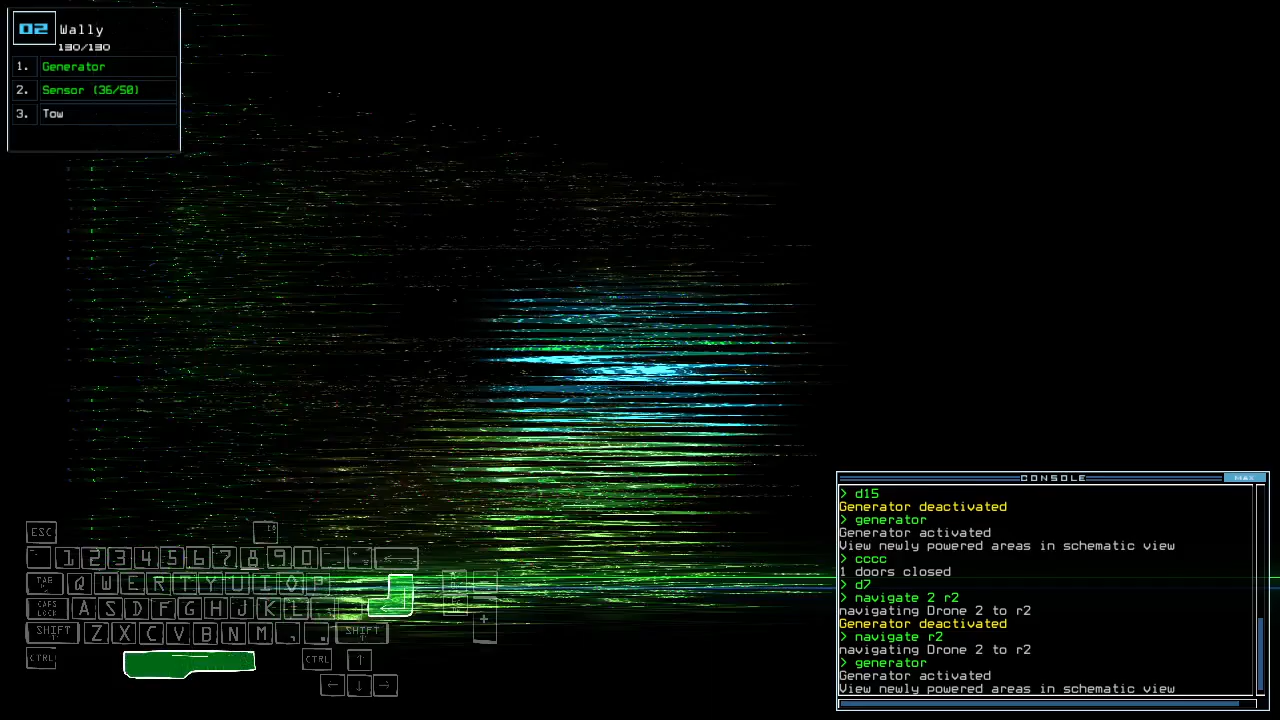 02 Wally
130/130
1. Generator
2. Sensor (36/50)
3. Tow
CONSOLE MAX
> d15
Generator deactivated
> generator
Generator activated
View newly powered areas in schematic view
> cccc
1 doors closed
> d7
> navigate 2 r2
navigating Drone 2 to r2
Generator deactivated
> navigate r2
navigating Drone 2 to r2
> generator
Generator activated
View newly powered areas in schematic view
ESC
1 2 3 4 5 6 7 8 9 0 - ←
TAB Q W E R T Y U I O P
CAPS LOCK A S D F G H J K L
SHIFT Z X C V B N M , . SHIFT
CTRL CTRL ↑
← ↓ →
+